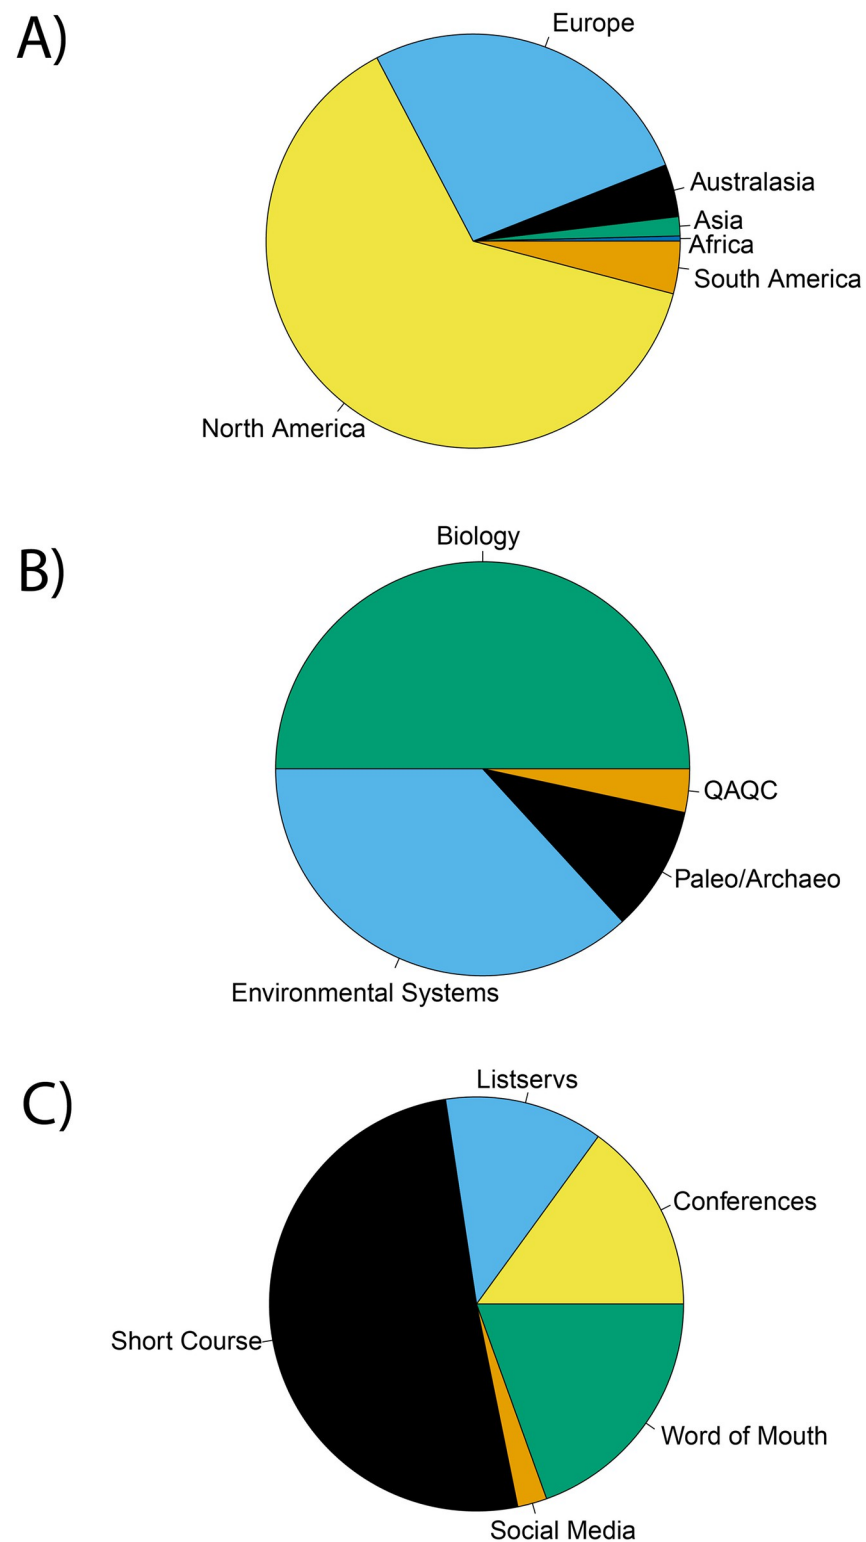 A)
Europe
Australasia
Asia
Africa
South America
North America
B)
Biology
QAQC
Paleo/Archaeo
Environmental Systems
C)
Listservs
Conferences
Short Course
Word of Mouth
Social Media